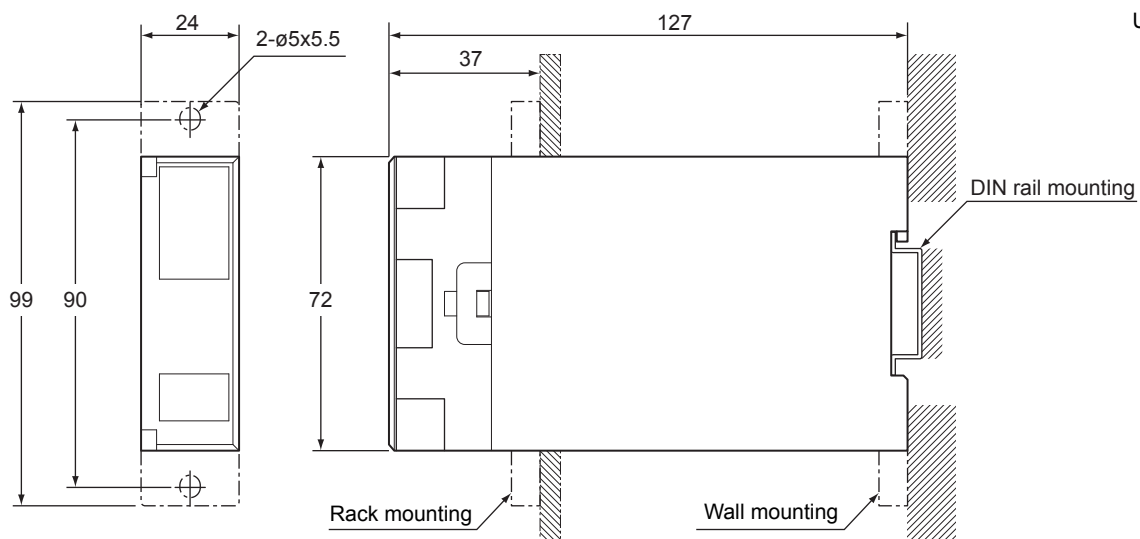 24
127
U
2-ø5x5.5
37
DIN rail mounting
99
90
72
Rack mounting
Wall mounting